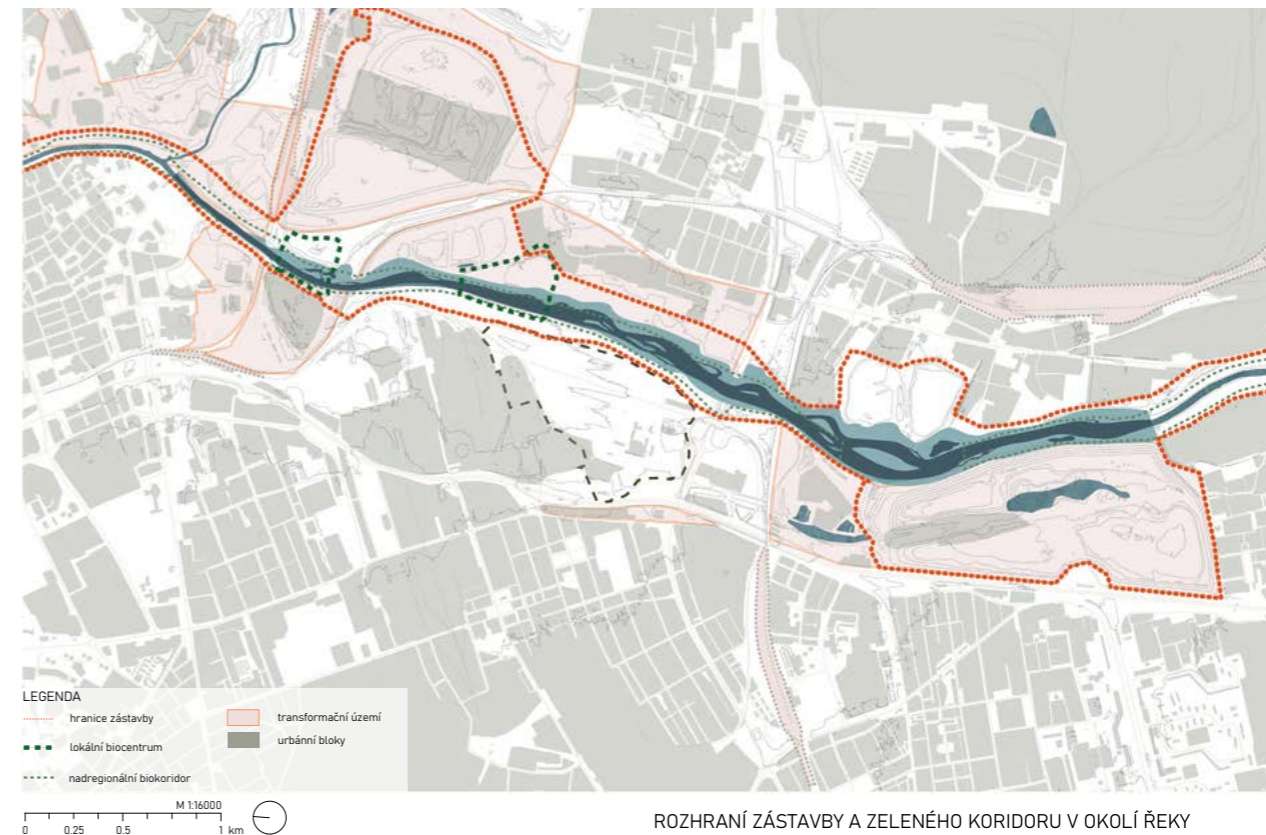 LEGENDA
hranice zástavby
lokální biocentrum
nadregionální biokoridor
transformační území
urbánní bloky
M 1:16000
0 0.25 0.5 1 km
ROZHRANÍ ZÁSTAVBY A ZELENÉHO KORIDORU V OKOLÍ ŘEKY